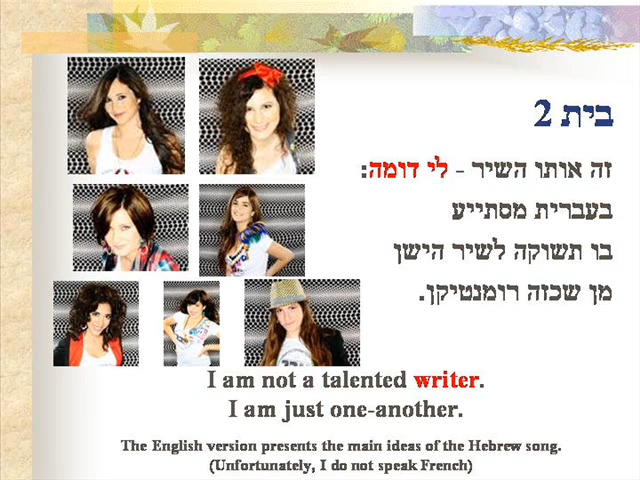 בית 2
זה אותו השיר - לי דומה:
בעברית מסתייע
בו תשוקה לשיר הישן
מן שכזה רומנטיקן.
I am not a talented writer.
I am just one-another.
The English version presents the main ideas of the Hebrew song.
(Unfortunately, I do not speak French)